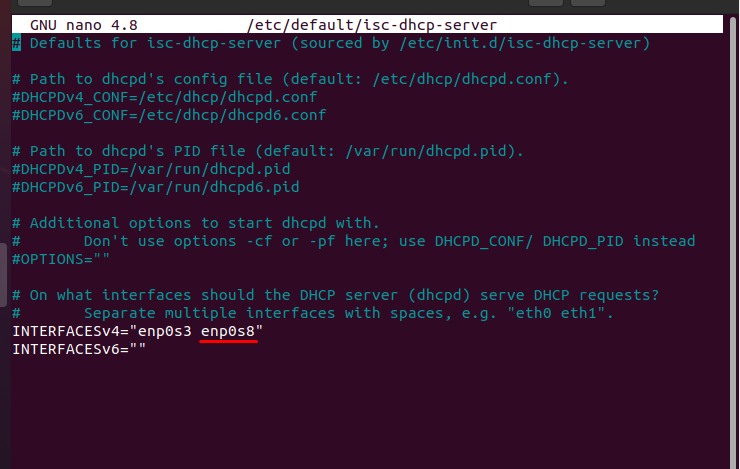 GNU nano 4.8 /etc/default/isc-dhcp-server
# Defaults for isc-dhcp-server (sourced by /etc/init.d/isc-dhcp-server)
# Path to dhcpd's config file (default: /etc/dhcp/dhcpd.conf).
#DHCPDv4_CONF=/etc/dhcp/dhcpd.conf
#DHCPDv6_CONF=/etc/dhcp/dhcpd6.conf
# Path to dhcpd's PID file (default: /var/run/dhcpd.pid).
#DHCPDv4_PID=/var/run/dhcpd.pid
#DHCPDv6_PID=/var/run/dhcpd6.pid
# Additional options to start dhcpd with.
# Don't use options -cf or -pf here; use DHCPD_CONF/ DHCPD_PID instead
#OPTIONS=""
# On what interfaces should the DHCP server (dhcpd) serve DHCP requests?
# Separate multiple interfaces with spaces, e.g. "eth0 eth1".
INTERFACESv4="enp0s3 enp0s8"
INTERFACESv6=""